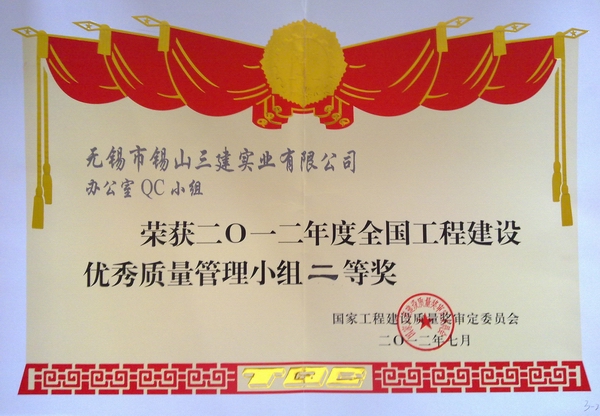 无锡市锡山三建实业有限公司
办公室QC小组
荣获二〇一二年度全国工程建设
优秀质量管理小组二等奖
国家工程建设质量奖审定委员会
二〇一二年七月
TQC